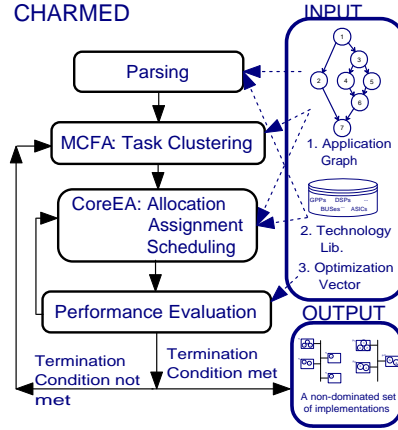 CHARMED
INPUT
Parsing
1
2
3
4
5
6
7
MCFA: Task Clustering
1. Application
Graph
GPPs DSPs ...
BUSes ASICs
CoreEA: Allocation
Assignment
Scheduling
2. Technology
Lib.
3. Optimization
Vector
Performance Evaluation
OUTPUT
Termination
Condition not
met
Termination
Condition met
A non-dominated set
of implementations